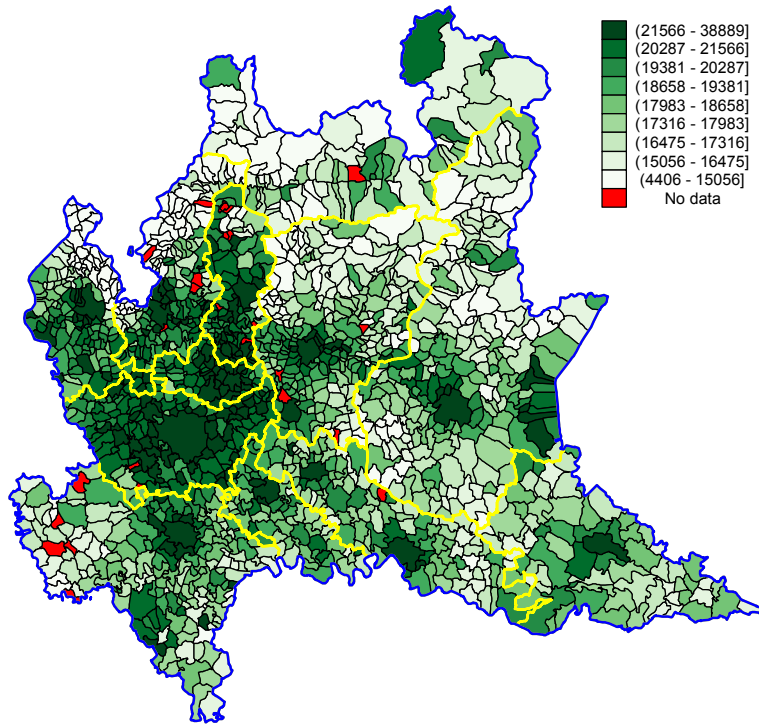 (21566 - 38889]
(20287 - 21566]
(19381 - 20287]
(18658 - 19381]
(17983 - 18658]
(17316 - 17983]
(16475 - 17316]
(15056 - 16475]
(4406 - 15056]
No data